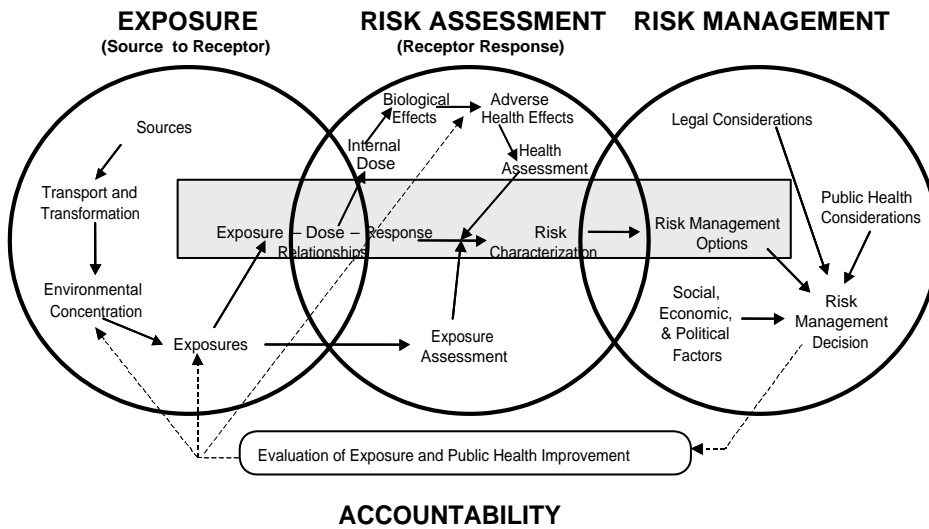 EXPOSURE
(Source to Receptor)
RISK ASSESSMENT
(Receptor Response)
RISK MANAGEMENT
Sources
Transport and
Transformation
Environmental
Concentration
Exposures
Exposure – Dose – Response
Relationships
Internal
Dose
Biological
Effects
Adverse
Health Effects
Health
Assessment
Risk
Characterization
Exposure
Assessment
Legal Considerations
Public Health
Considerations
Risk Management
Options
Social,
Economic,
& Political
Factors
Risk
Management
Decision
Evaluation of Exposure and Public Health Improvement
ACCOUNTABILITY